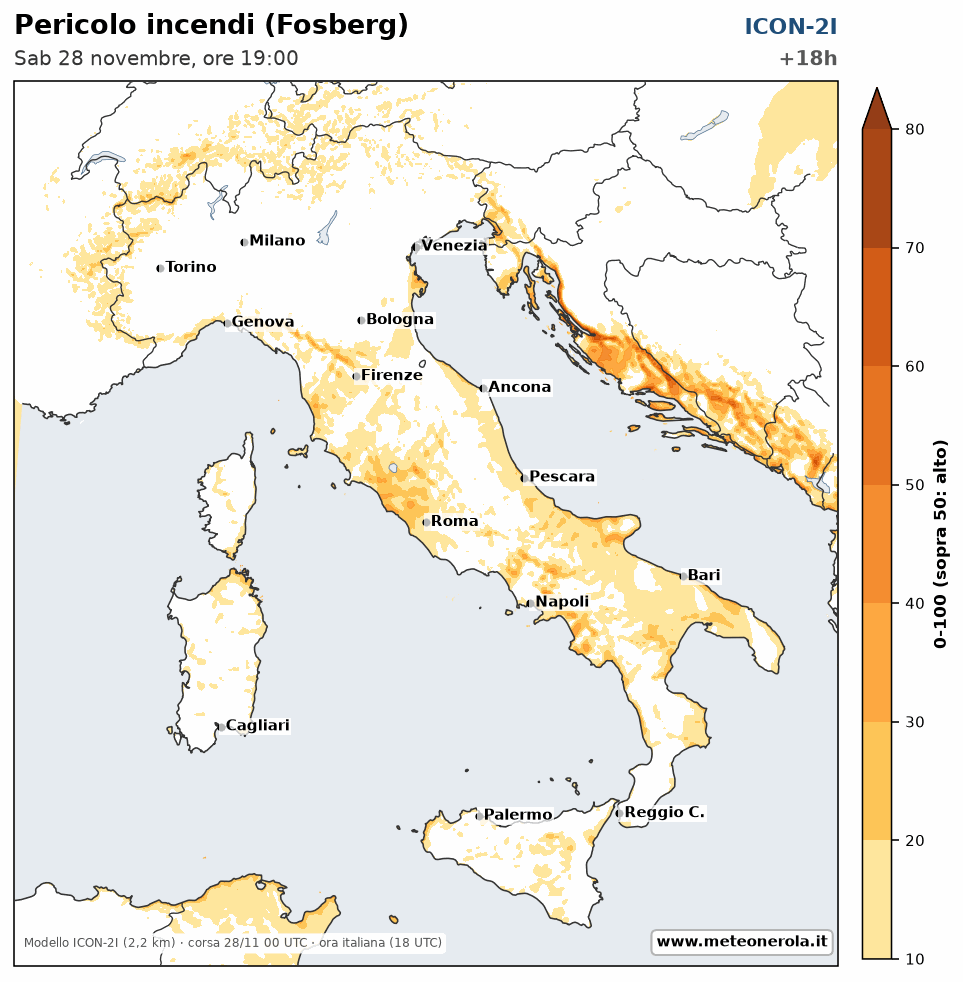 Pericolo incendi (Fosberg)
ICON-2I
Sab 28 novembre, ore 19:00
+18h
80
70
60
50
40
30
20
10
0-100 (sopra 50: alto)
Milano
Venezia
Torino
Genova
Bologna
Firenze
Ancona
Pescara
Roma
Bari
Napoli
Cagliari
Palermo
Reggio C.
Modello ICON-2I (2,2 km) · corsa 28/11 00 UTC · ora italiana (18 UTC)
www.meteonerola.it